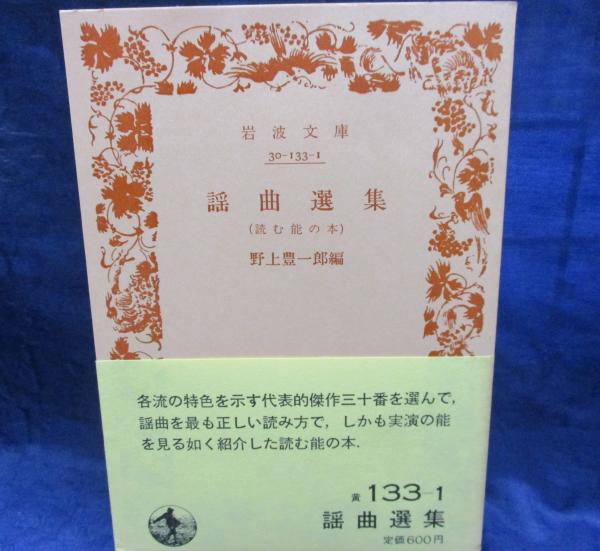 岩波文庫
30-133-1
謡曲選集
(読む能の本)
野上豊一郎編
各流の特色を示す代表的傑作三十番を選んで,
謡曲を最も正しい読み方で, しかも実演の能
を見る如く紹介した読む能の本.
黄 133-1
謡曲選集
定価600円